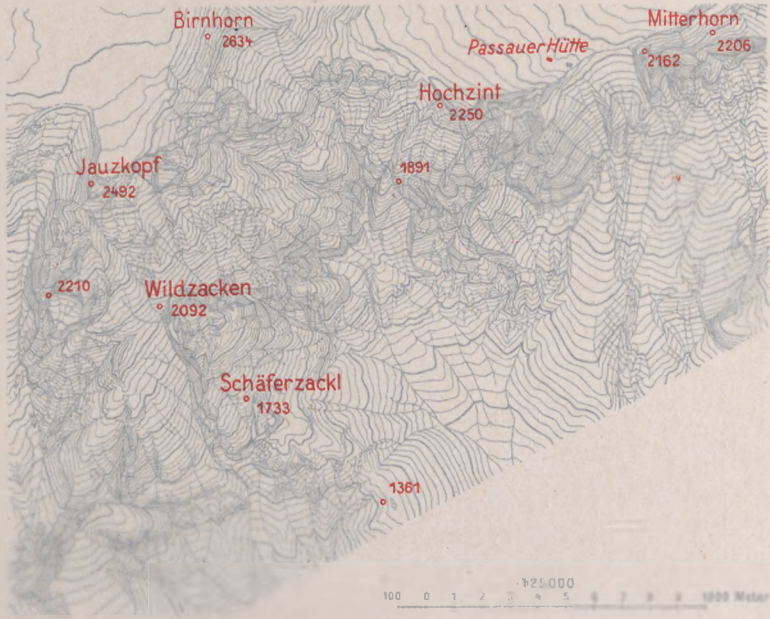 Birnhorn
2634
Mitterhorn
2206
Passauer Hütte
2162
Hochzint
2250
1891
Jauzkopf
2492
2210
Wildzacken
2092
Schäferzackl
1733
1361
1:25000
100 0 1 2 3 4 5 6 7 8 9 1000 Meter